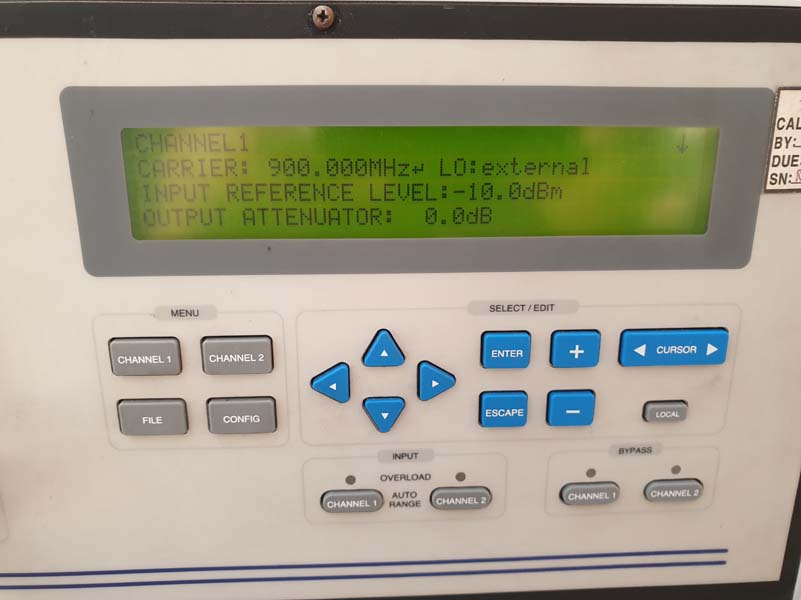 CHANNEL1 ↓
CARRIER: 900.000MHz↵ LO:external
INPUT REFERENCE LEVEL:-10.0dBm
OUTPUT ATTENUATOR: 0.0dB
CAL
BY:
DUE
SN:
MENU
CHANNEL 1
CHANNEL 2
FILE
CONFIG
SELECT / EDIT
ENTER
+
CURSOR
ESCAPE
−
LOCAL
INPUT
OVERLOAD
CHANNEL 1
AUTO
RANGE
CHANNEL 2
BYPASS
CHANNEL 1
CHANNEL 2